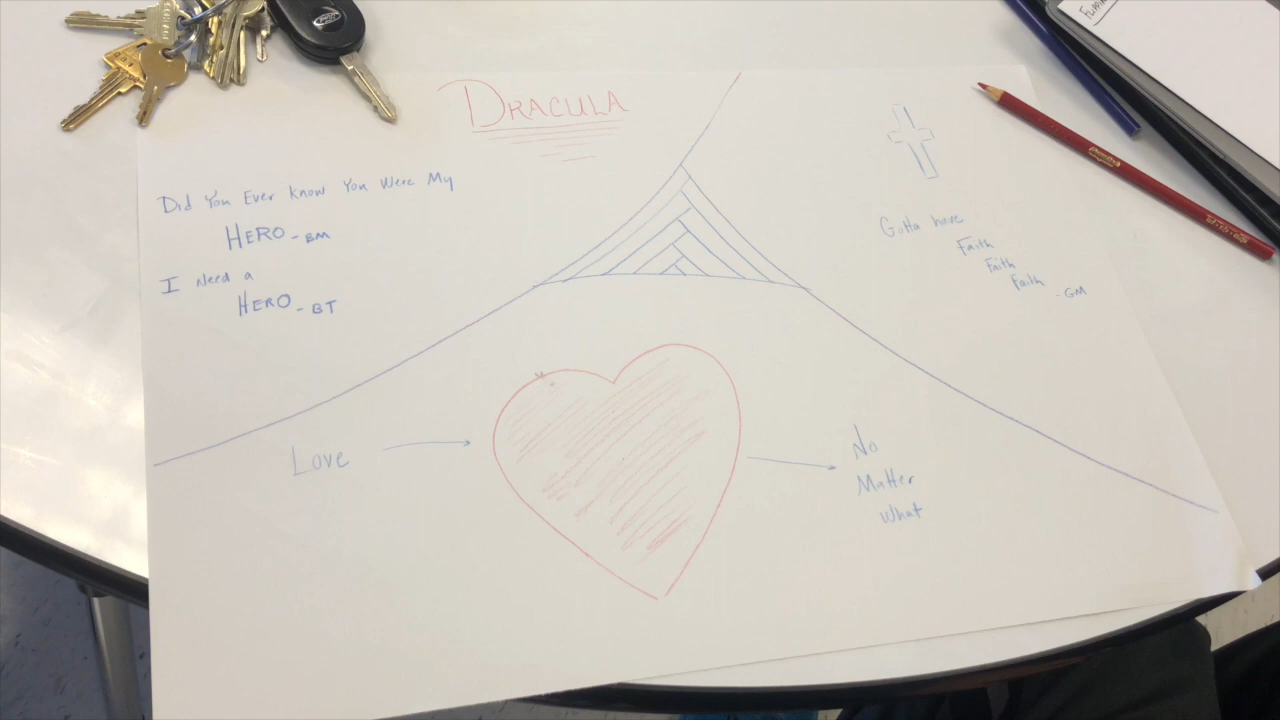 DRACULA
Did You Ever Know You Were My
HERO - BM
I Need a
HERO - BT
Gotta have
Faith
Faith
Faith
- GM
Love
No
Matter
What